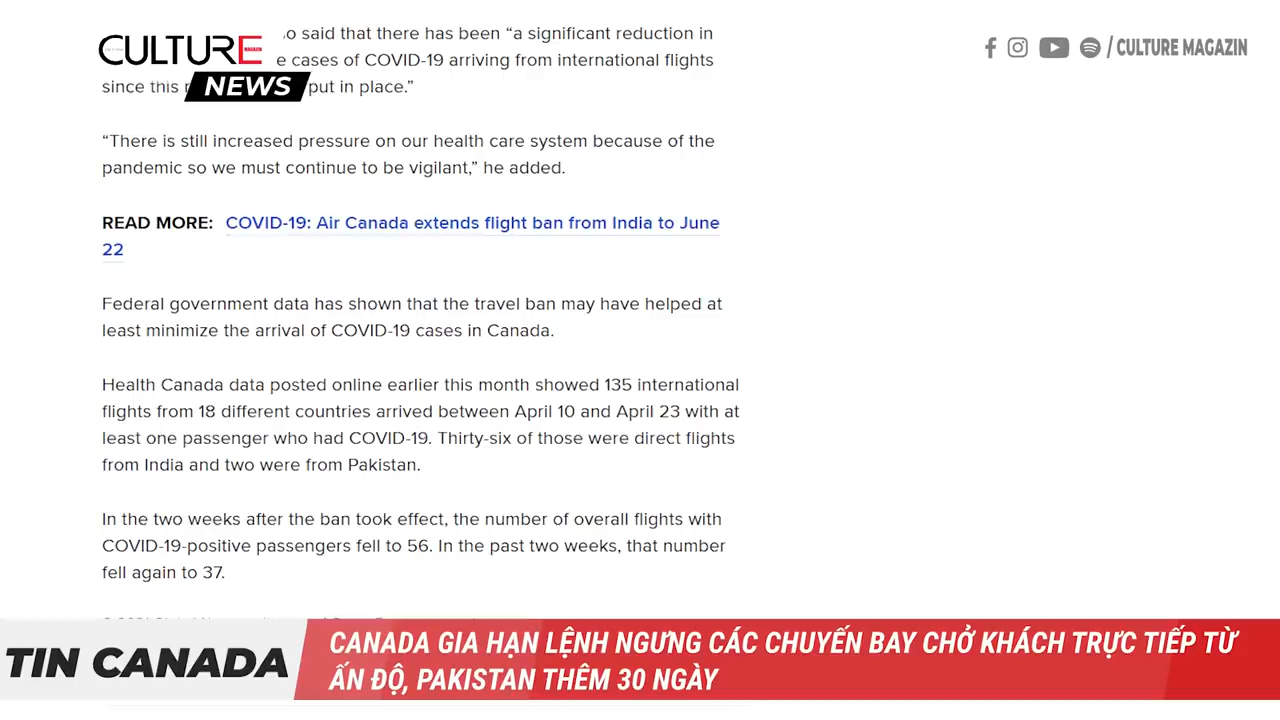 CULTURE
MAGAZIN
NEWS
/ CULTURE MAGAZIN
said that there has been “a significant reduction in
cases of COVID-19 arriving from international flights
since this put in place.”
“There is still increased pressure on our health care system because of the
pandemic so we must continue to be vigilant,” he added.
READ MORE: COVID-19: Air Canada extends flight ban from India to June
22
Federal government data has shown that the travel ban may have helped at
least minimize the arrival of COVID-19 cases in Canada.
Health Canada data posted online earlier this month showed 135 international
flights from 18 different countries arrived between April 10 and April 23 with at
least one passenger who had COVID-19. Thirty-six of those were direct flights
from India and two were from Pakistan.
In the two weeks after the ban took effect, the number of overall flights with
COVID-19-positive passengers fell to 56. In the past two weeks, that number
fell again to 37.
TIN CANADA
CANADA GIA HẠN LỆNH NGƯNG CÁC CHUYẾN BAY CHỞ KHÁCH TRỰC TIẾP TỪ
ẤN ĐỘ, PAKISTAN THÊM 30 NGÀY